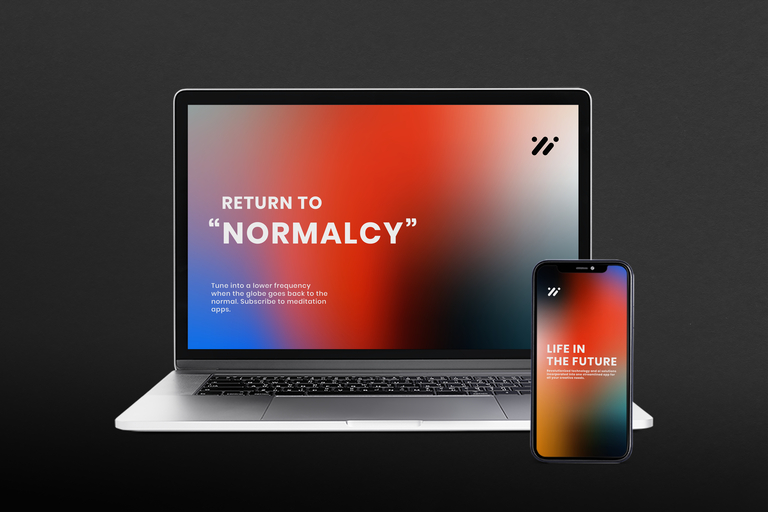 RETURN TO
“NORMALCY”
Tune into a lower frequency
when the globe goes back to the
normal. Subscribe to meditation
apps.
LIFE IN
THE FUTURE